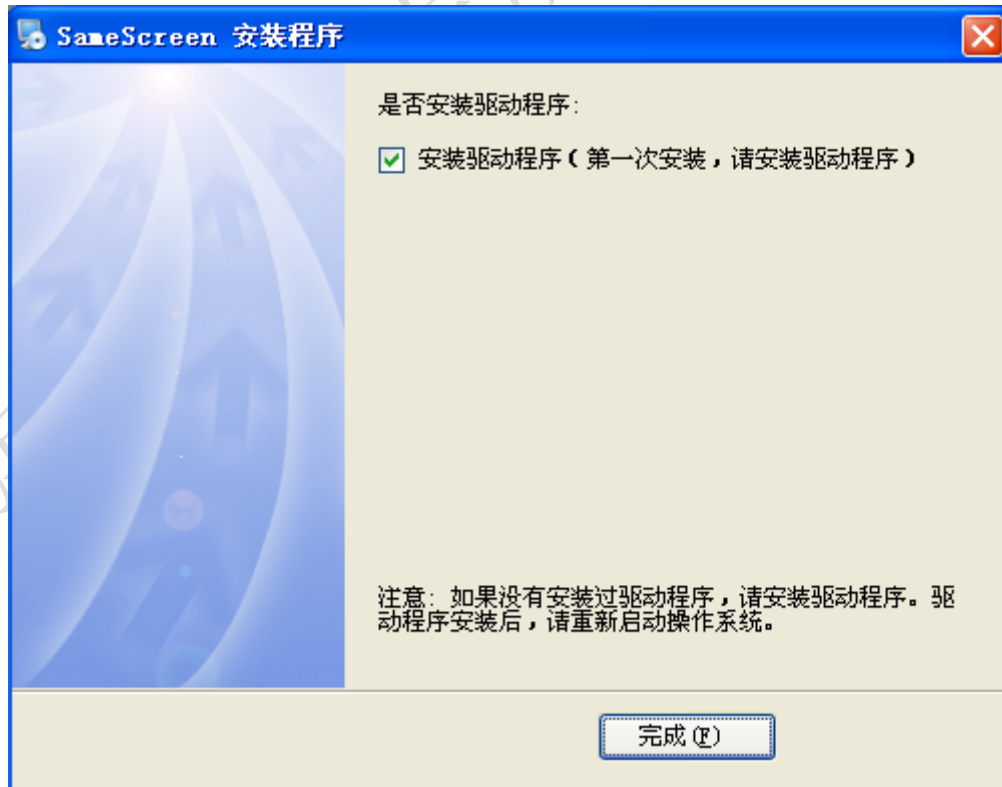 SameScreen 安装程序
是否安装驱动程序：
安装驱动程序（第一次安装，请安装驱动程序）
注意：如果没有安装过驱动程序，请安装驱动程序。驱
动程序安装后，请重新启动操作系统。
完成(F)